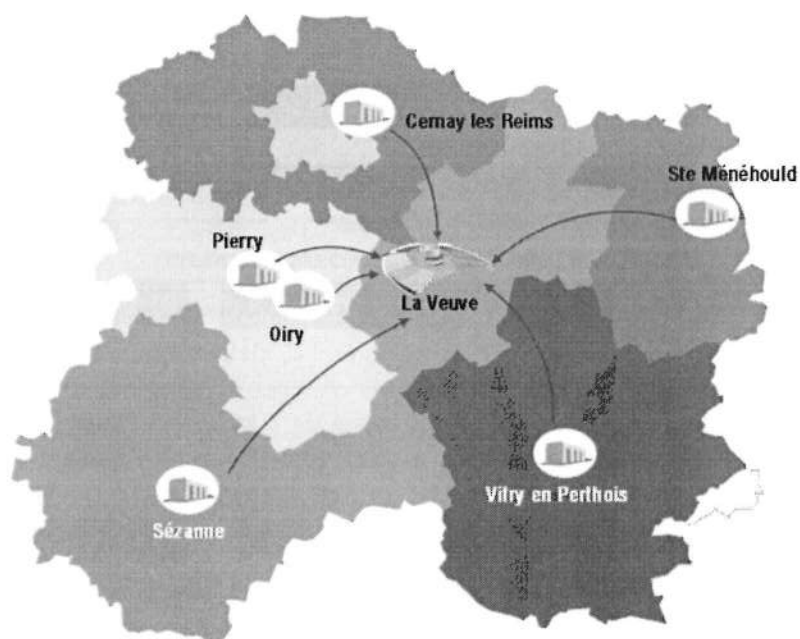 Cernay les Reims
Ste Ménéhould
Pierry
La Veuve
Oiry
Vitry en Perthois
Sézanne